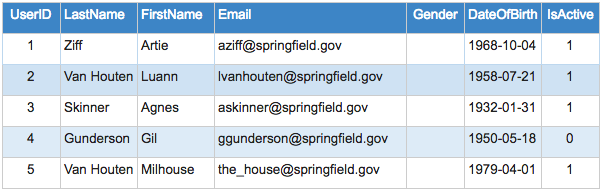 UserID LastName FirstName Email Gender DateOfBirth IsActive
1 Ziff Artie aziff@springfield.gov 1968-10-04 1
2 Van Houten Luann lvanhouten@springfield.gov 1958-07-21 1
3 Skinner Agnes askinner@springfield.gov 1932-01-31 1
4 Gunderson Gil ggunderson@springfield.gov 1950-05-18 0
5 Van Houten Milhouse the_house@springfield.gov 1979-04-01 1